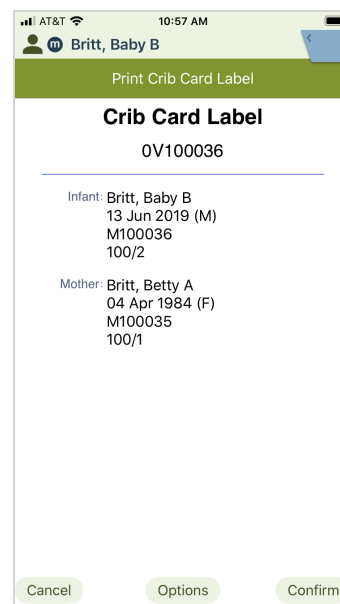 AT&T 10:57 AM
m Britt, Baby B
Print Crib Card Label
Crib Card Label
0V100036
Infant: Britt, Baby B
13 Jun 2019 (M)
M100036
100/2
Mother: Britt, Betty A
04 Apr 1984 (F)
M100035
100/1
Cancel Options Confirm